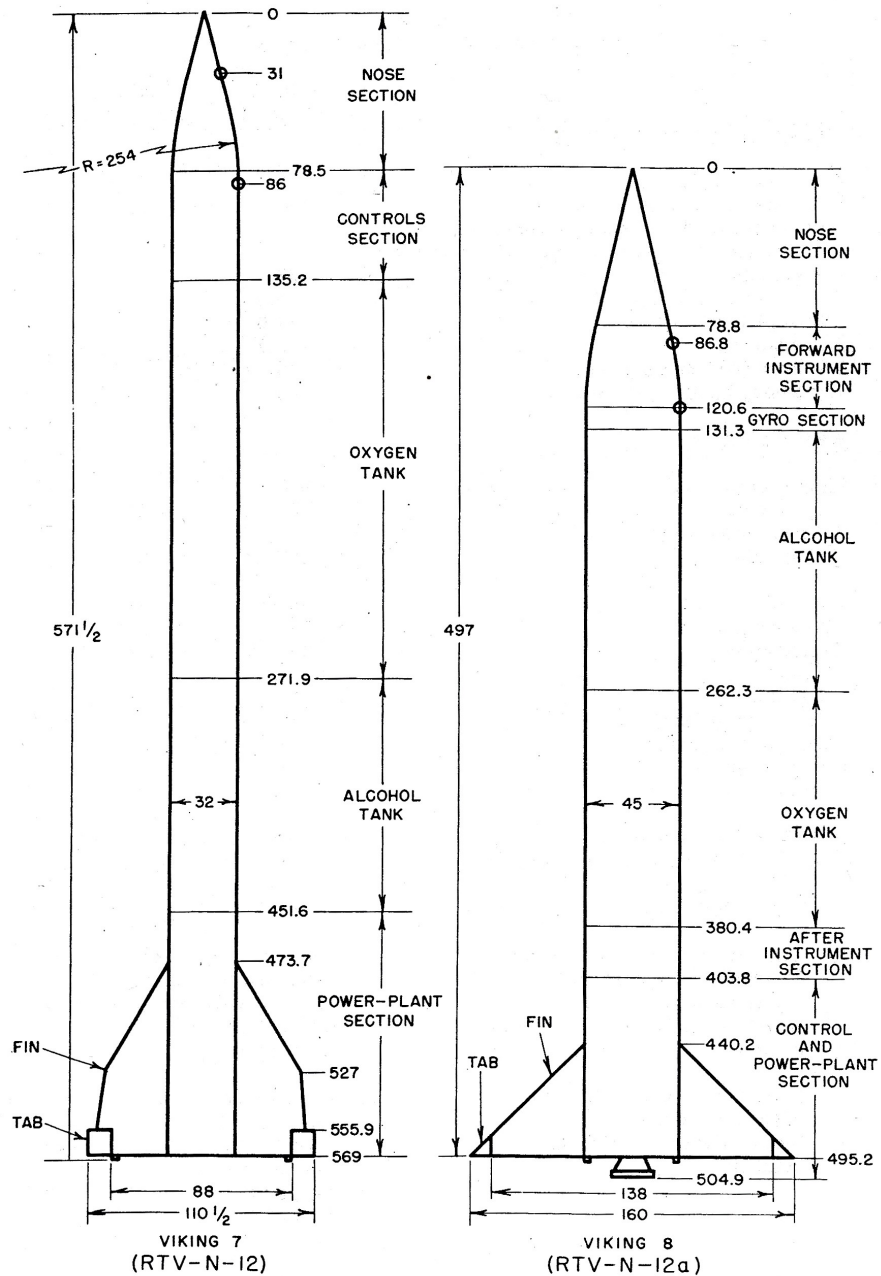 0
31
NOSE
SECTION
R=254
78.5
86
CONTROLS
SECTION
135.2
OXYGEN
TANK
571 1/2
271.9
32
ALCOHOL
TANK
451.6
473.7
POWER-PLANT
SECTION
FIN
527
TAB
555.9
569
88
110 1/2
VIKING 7
(RTV-N-12)
0
NOSE
SECTION
78.8
86.8
FORWARD
INSTRUMENT
SECTION
120.6
GYRO SECTION
131.3
ALCOHOL
TANK
497
262.3
45
OXYGEN
TANK
380.4
AFTER
INSTRUMENT
SECTION
403.8
FIN
CONTROL
AND
POWER-PLANT
SECTION
440.2
TAB
495.2
504.9
138
160
VIKING 8
(RTV-N-12a)